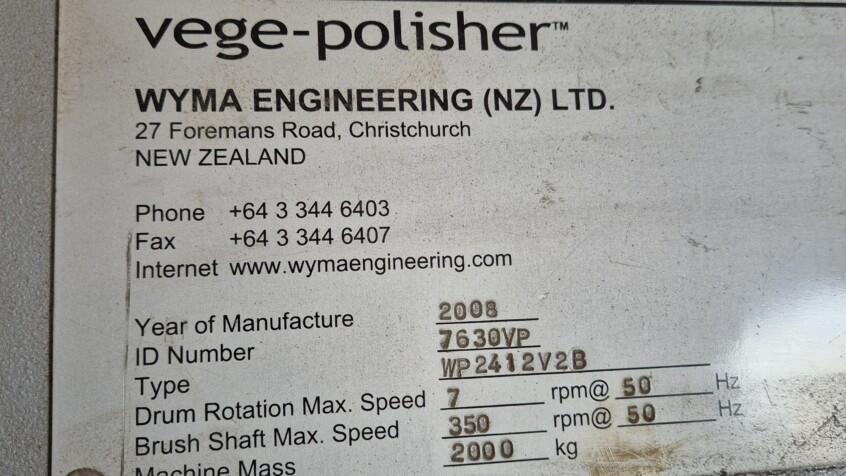 vege-polisher™
WYMA ENGINEERING (NZ) LTD.
27 Foremans Road, Christchurch
NEW ZEALAND
Phone +64 3 344 6403
Fax +64 3 344 6407
Internet www.wymaengineering.com
Year of Manufacture 2008
ID Number 7630VP
Type WP2412V2B
Drum Rotation Max. Speed 7 rpm@ 50 Hz
Brush Shaft Max. Speed 350 rpm@ 50 Hz
Machine Mass 2000 kg